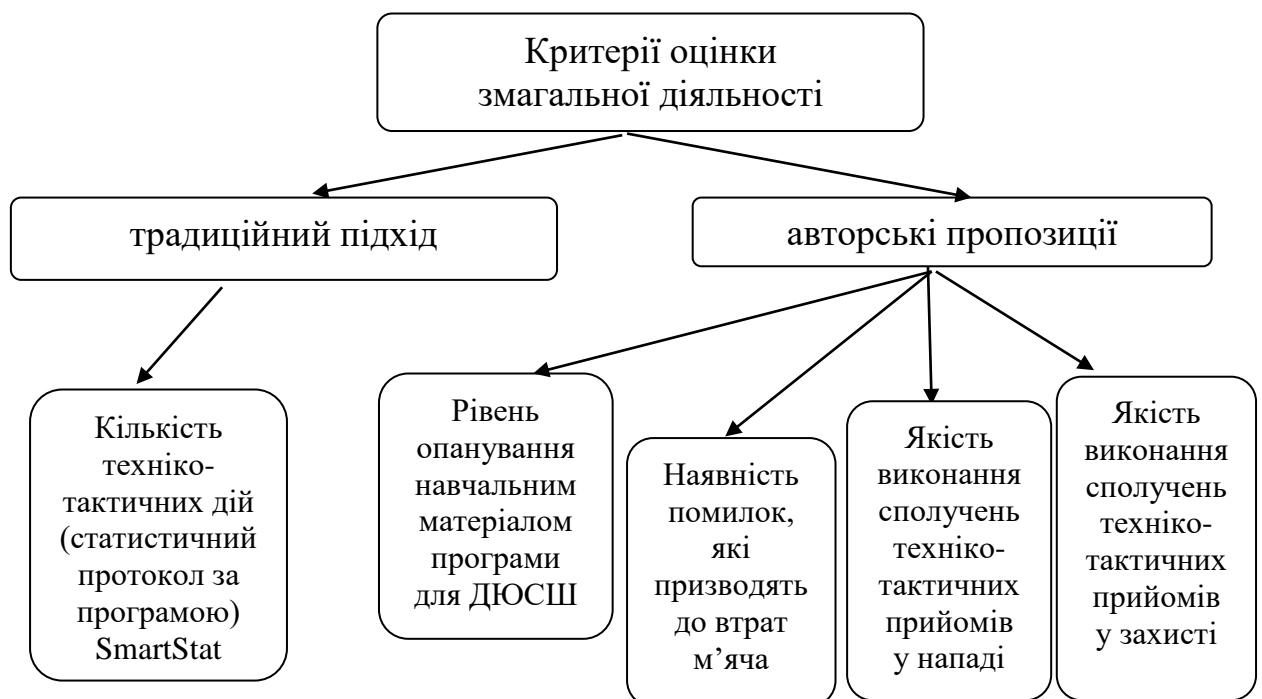 Критерії оцінки
змагальної діяльності
традиційний підхід
авторські пропозиції
Кількість
техніко-
тактичних дій
(статистичний
протокол за
програмою)
SmartStat
Рівень
опанування
навчальним
матеріалом
програми
для ДЮСШ
Наявність
помилок,
які
призводять
до втрат
м’яча
Якість
виконання
сполучень
техніко-
тактичних
прийомів
у нападі
Якість
виконання
сполучень
техніко-
тактичних
прийомів
у захисті